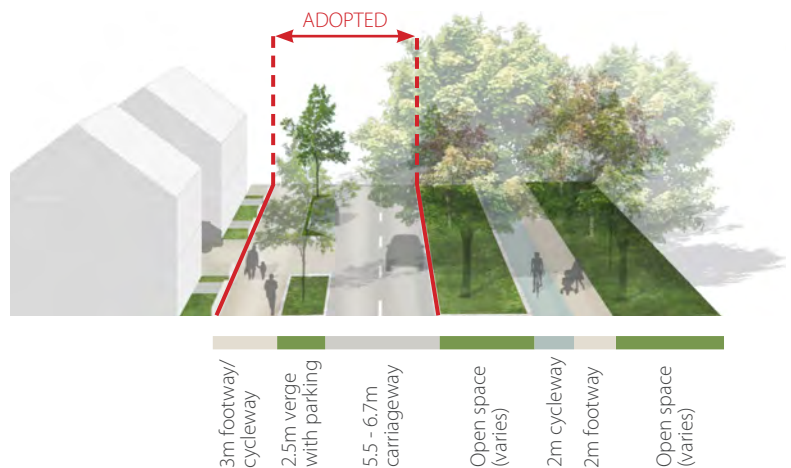 ADOPTED
3m footway/
cycleway
2.5m verge
with parking
5.5 - 6.7m
carriageway
Open space
(varies)
2m cycleway
2m footway
Open space
(varies)